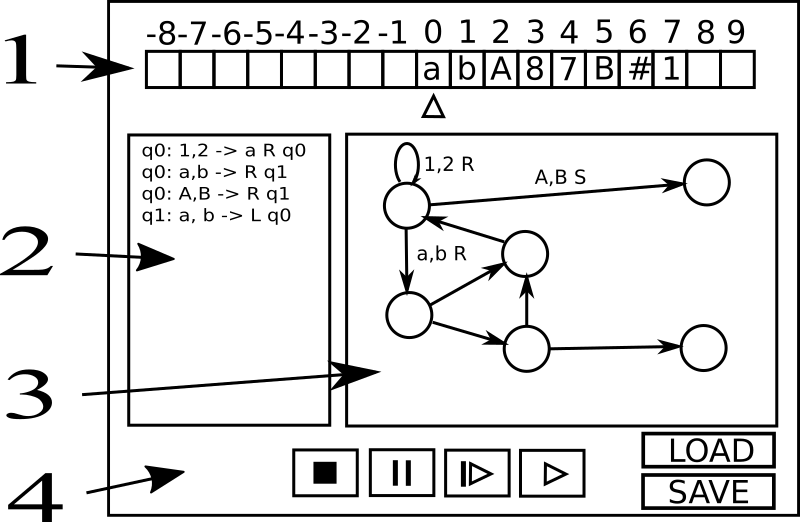 -8 -7 -6 -5 -4 -3 -2 -1 0 1 2 3 4 5 6 7 8 9
1
a b A 8 7 B # 1
q0: 1,2 -> a R q0
q0: a,b -> R q1
q0: A,B -> R q1
q1: a, b -> L q0
1,2 R
A,B S
a,b R
2
3
4
LOAD
SAVE